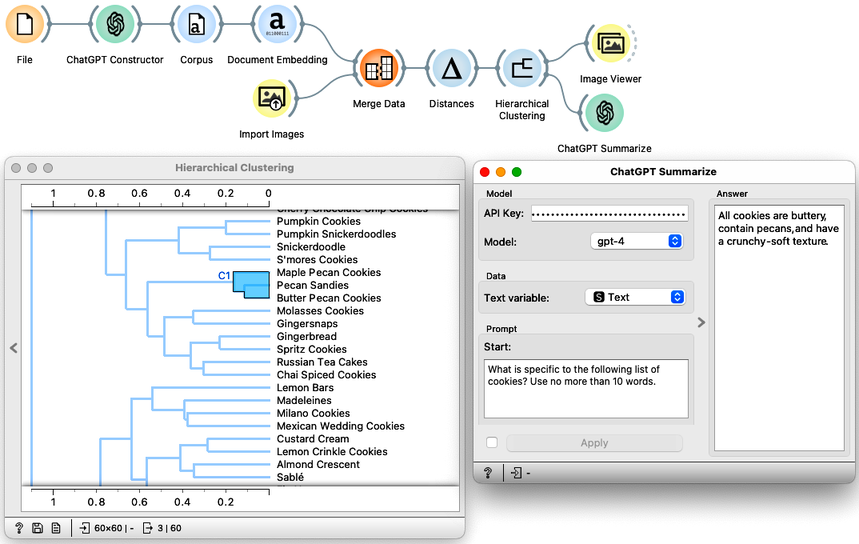 File
ChatGPT Constructor
Corpus
a
Document Embedding
a
011000111
Import Images
Merge Data
Distances
Hierarchical
Clustering
Image Viewer
ChatGPT Summarize
Hierarchical Clustering
1 0.8 0.6 0.4 0.2 0
Cherry Chocolate Chip Cookies
Pumpkin Cookies
Pumpkin Snickerdoodles
Snickerdoodle
S'mores Cookies
C1
Maple Pecan Cookies
Pecan Sandies
Butter Pecan Cookies
Molasses Cookies
Gingersnaps
Gingerbread
Spritz Cookies
Russian Tea Cakes
Chai Spiced Cookies
Lemon Bars
Madeleines
Milano Cookies
Mexican Wedding Cookies
Custard Cream
Lemon Crinkle Cookies
Almond Crescent
Sablé
1 0.8 0.6 0.4 0.2 0
? 60×60 | - 3 | 60
ChatGPT Summarize
Model
API Key: ································
Model: gpt-4
Data
Text variable: S Text
Prompt
Start:
What is specific to the following list of
cookies? Use no more than 10 words.
Apply
? -
Answer
All cookies are buttery,
contain pecans,and have
a crunchy-soft texture.